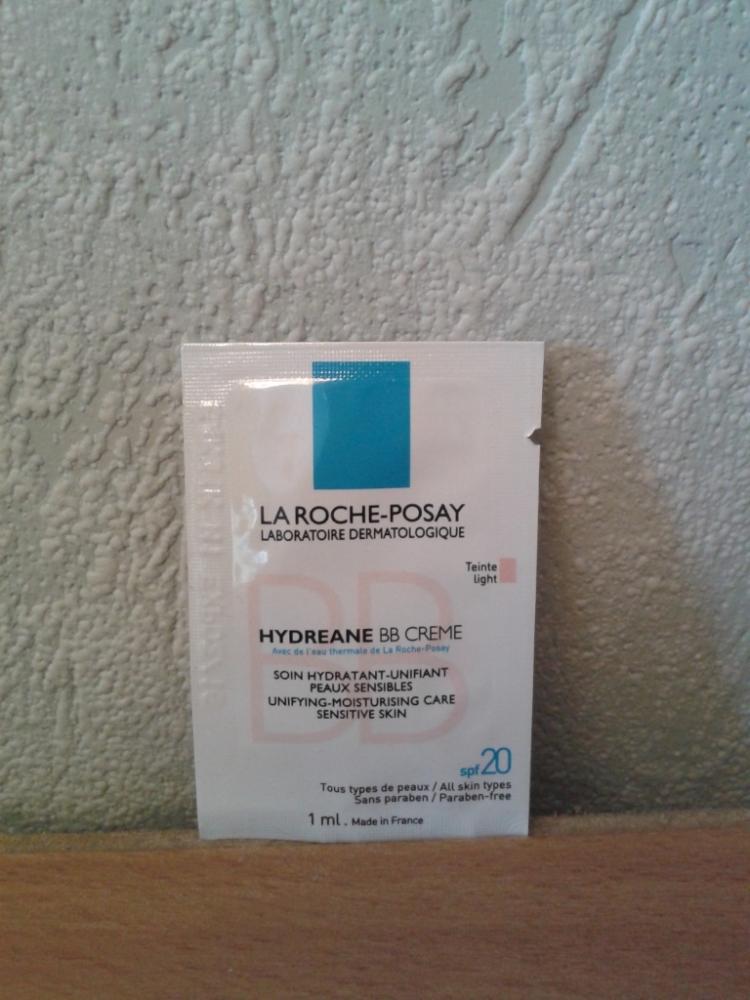 LA ROCHE-POSAY
LABORATOIRE DERMATOLOGIQUE
Teinte
light
BB
HYDREANE BB CREME
Avec de l'eau thermale de La Roche-Posay
SOIN HYDRATANT-UNIFIANT
PEAUX SENSIBLES
UNIFYING-MOISTURISING CARE
SENSITIVE SKIN
spf 20
Tous types de peaux / All skin types
Sans paraben / Paraben-free
1 ml . Made in France